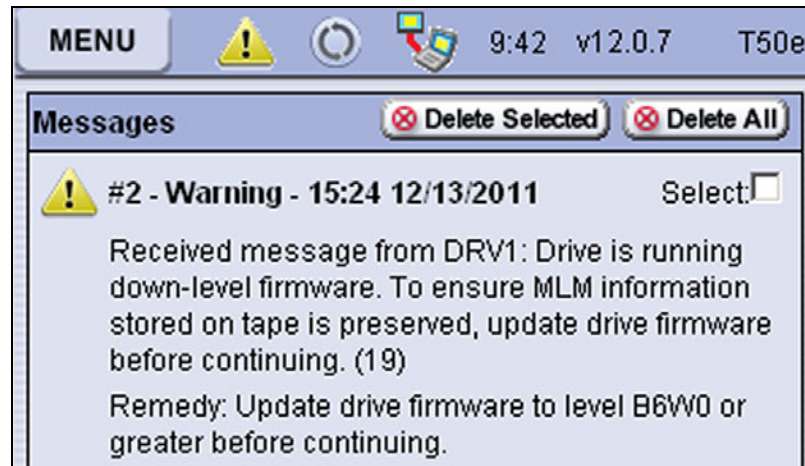 MENU 9:42 v12.0.7 T50e
Messages Delete Selected Delete All
#2 - Warning - 15:24 12/13/2011 Select:
Received message from DRV1: Drive is running
down-level firmware. To ensure MLM information
stored on tape is preserved, update drive firmware
before continuing. (19)
Remedy: Update drive firmware to level B6W0 or
greater before continuing.